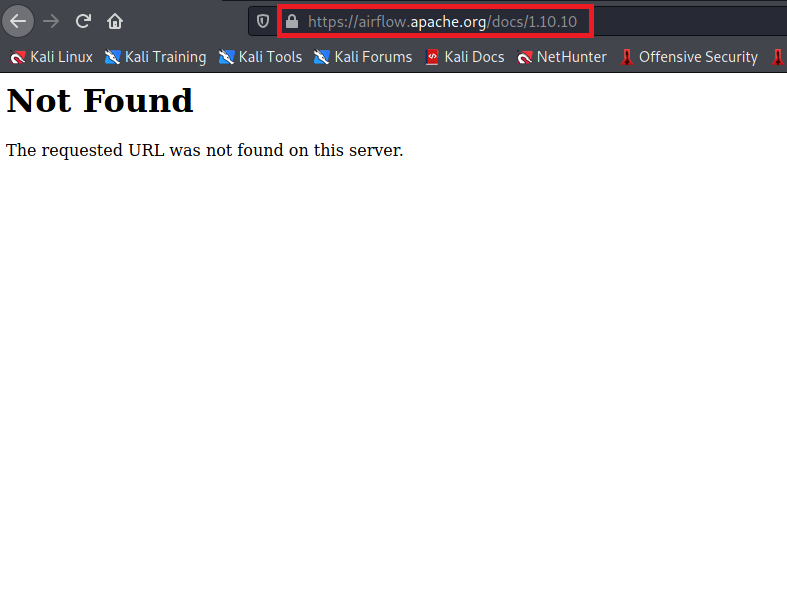 https://airflow.apache.org/docs/1.10.10
Kali Linux Kali Training Kali Tools Kali Forums Kali Docs NetHunter Offensive Security
Not Found
The requested URL was not found on this server.